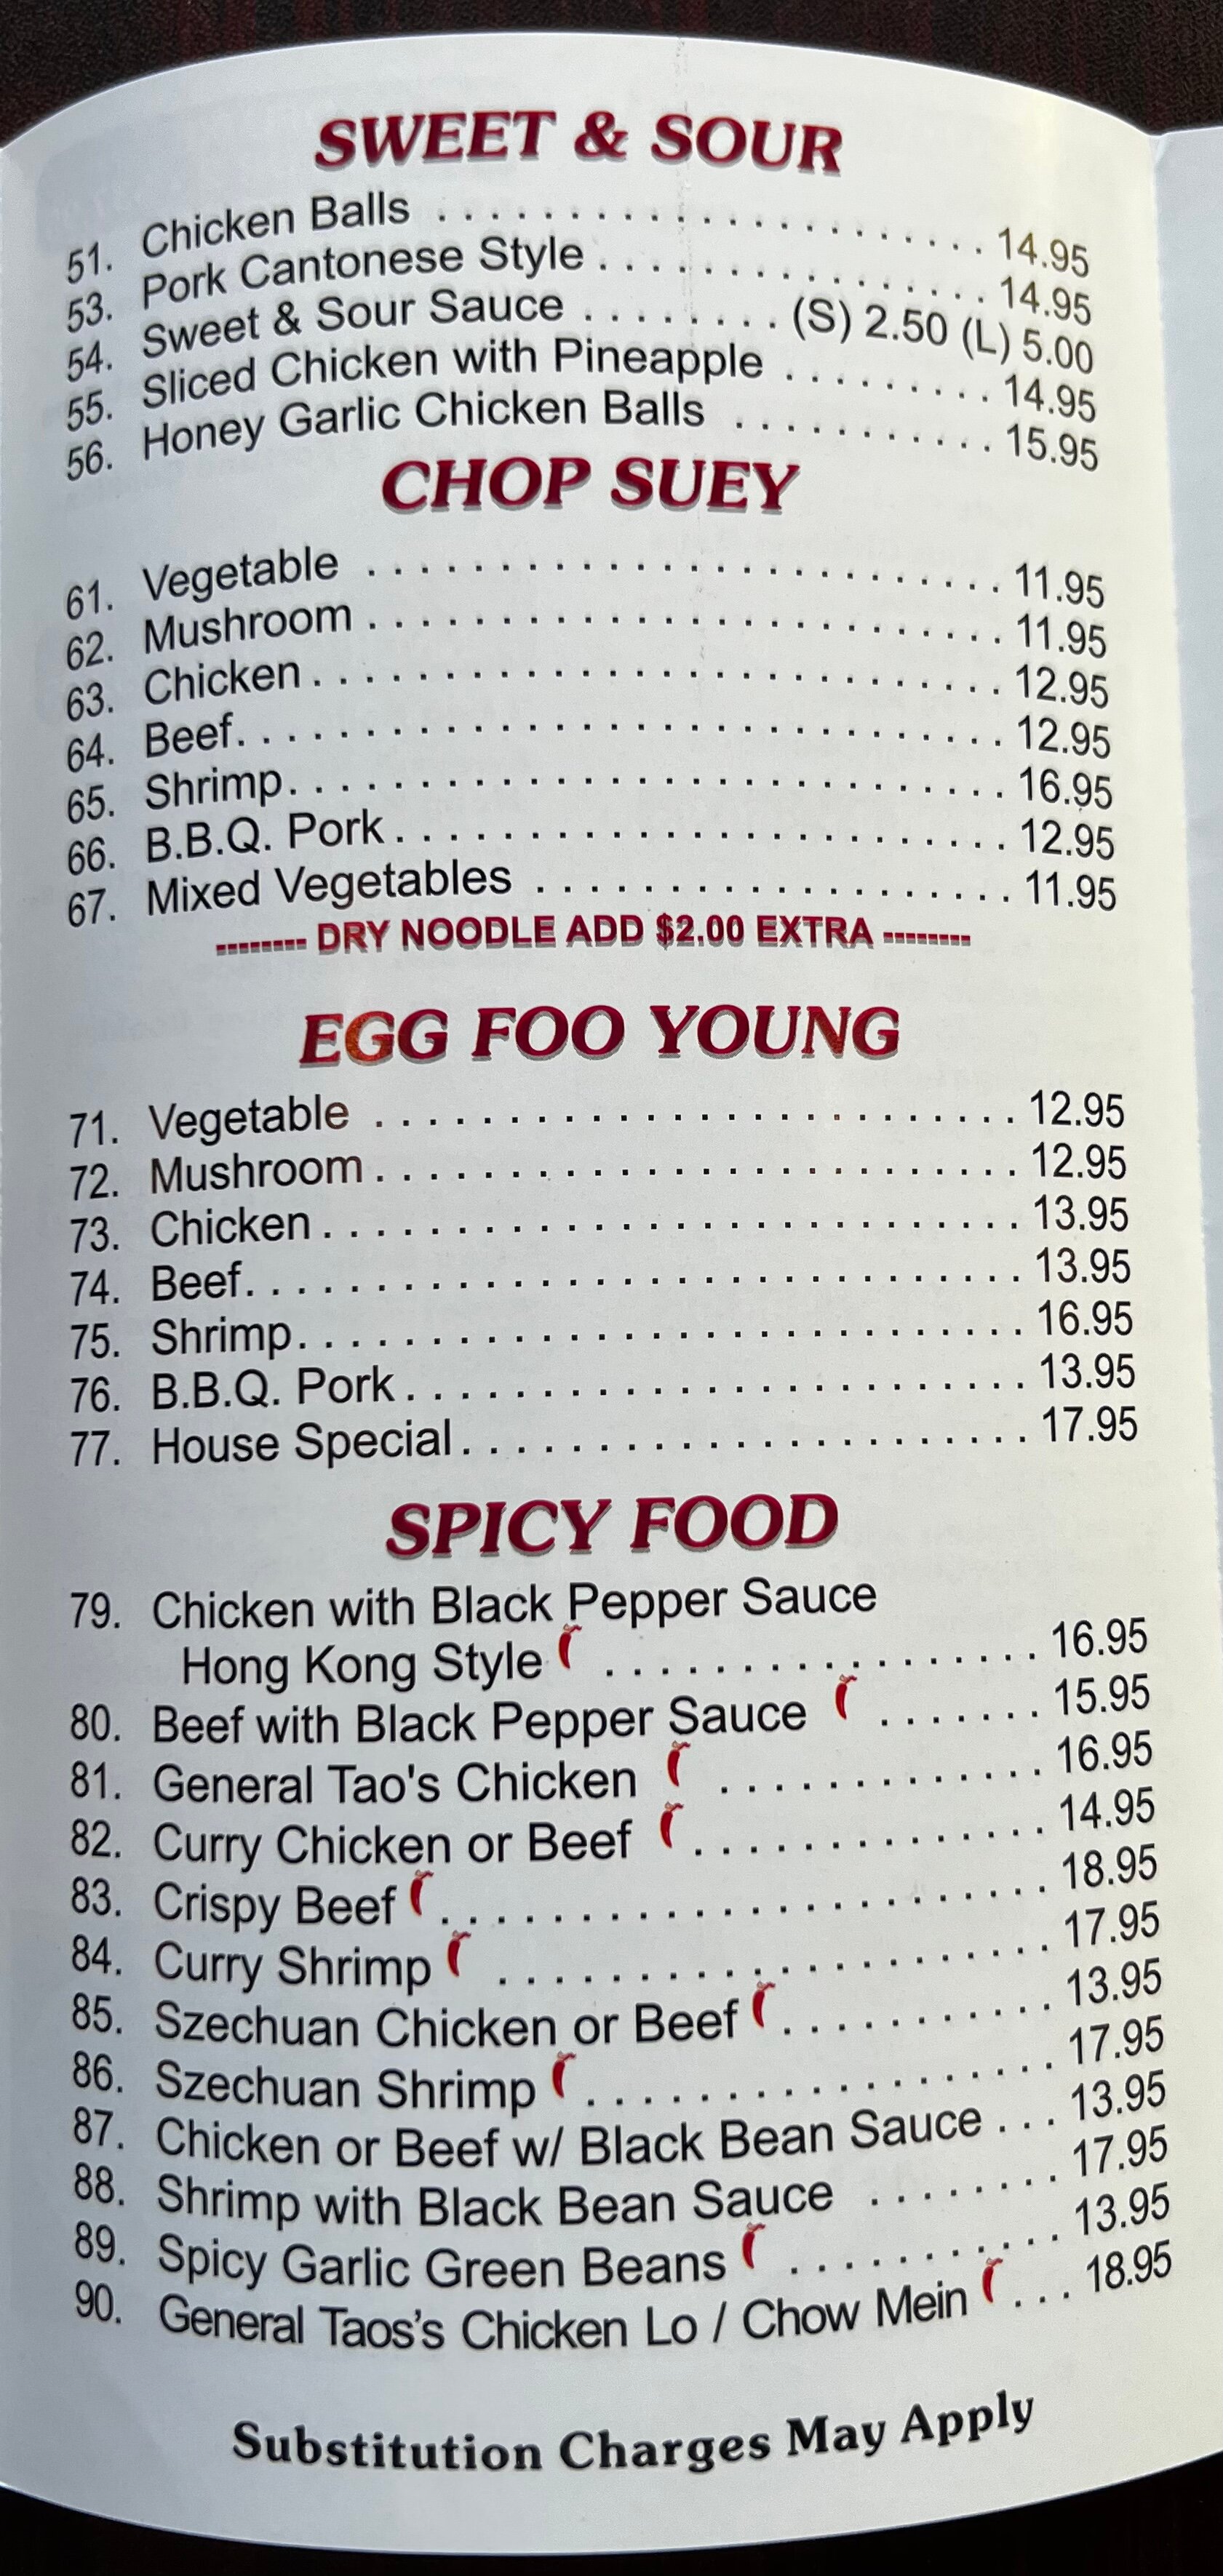 SWEET & SOUR
51. Chicken Balls . . . . . . . . . . . . . . . . . . . . . 14.95
53. Pork Cantonese Style . . . . . . . . . . . . . . . 14.95
54. Sweet & Sour Sauce . . . . . . . . (S) 2.50 (L) 5.00
55. Sliced Chicken with Pineapple . . . . . . . . 14.95
56. Honey Garlic Chicken Balls . . . . . . . . . . 15.95
CHOP SUEY
61. Vegetable . . . . . . . . . . . . . . . . . . . . . . . . 11.95
62. Mushroom . . . . . . . . . . . . . . . . . . . . . . . . 11.95
63. Chicken . . . . . . . . . . . . . . . . . . . . . . . . . . 12.95
64. Beef. . . . . . . . . . . . . . . . . . . . . . . . . . . . . 12.95
65. Shrimp. . . . . . . . . . . . . . . . . . . . . . . . . . . 16.95
66. B.B.Q. Pork . . . . . . . . . . . . . . . . . . . . . . . 12.95
67. Mixed Vegetables . . . . . . . . . . . . . . . . . . 11.95
-------- DRY NOODLE ADD $2.00 EXTRA --------
EGG FOO YOUNG
71. Vegetable . . . . . . . . . . . . . . . . . . . . . . . . 12.95
72. Mushroom . . . . . . . . . . . . . . . . . . . . . . . . 12.95
73. Chicken . . . . . . . . . . . . . . . . . . . . . . . . . . 13.95
74. Beef. . . . . . . . . . . . . . . . . . . . . . . . . . . . . 13.95
75. Shrimp. . . . . . . . . . . . . . . . . . . . . . . . . . . 16.95
76. B.B.Q. Pork . . . . . . . . . . . . . . . . . . . . . . . 13.95
77. House Special . . . . . . . . . . . . . . . . . . . . . 17.95
SPICY FOOD
79. Chicken with Black Pepper Sauce
Hong Kong Style . . . . . . . . . . . . . . . . 16.95
80. Beef with Black Pepper Sauce . . . . . . . 15.95
81. General Tao's Chicken . . . . . . . . . . . . 16.95
82. Curry Chicken or Beef . . . . . . . . . . . . . 14.95
83. Crispy Beef . . . . . . . . . . . . . . . . . . . . . . 18.95
84. Curry Shrimp . . . . . . . . . . . . . . . . . . . . 17.95
85. Szechuan Chicken or Beef . . . . . . . . . . 13.95
86. Szechuan Shrimp . . . . . . . . . . . . . . . . . 17.95
87. Chicken or Beef w/ Black Bean Sauce . . . 13.95
88. Shrimp with Black Bean Sauce . . . . . . . 17.95
89. Spicy Garlic Green Beans . . . . . . . . . . 13.95
90. General Taos's Chicken Lo / Chow Mein . . . 18.95
Substitution Charges May Apply